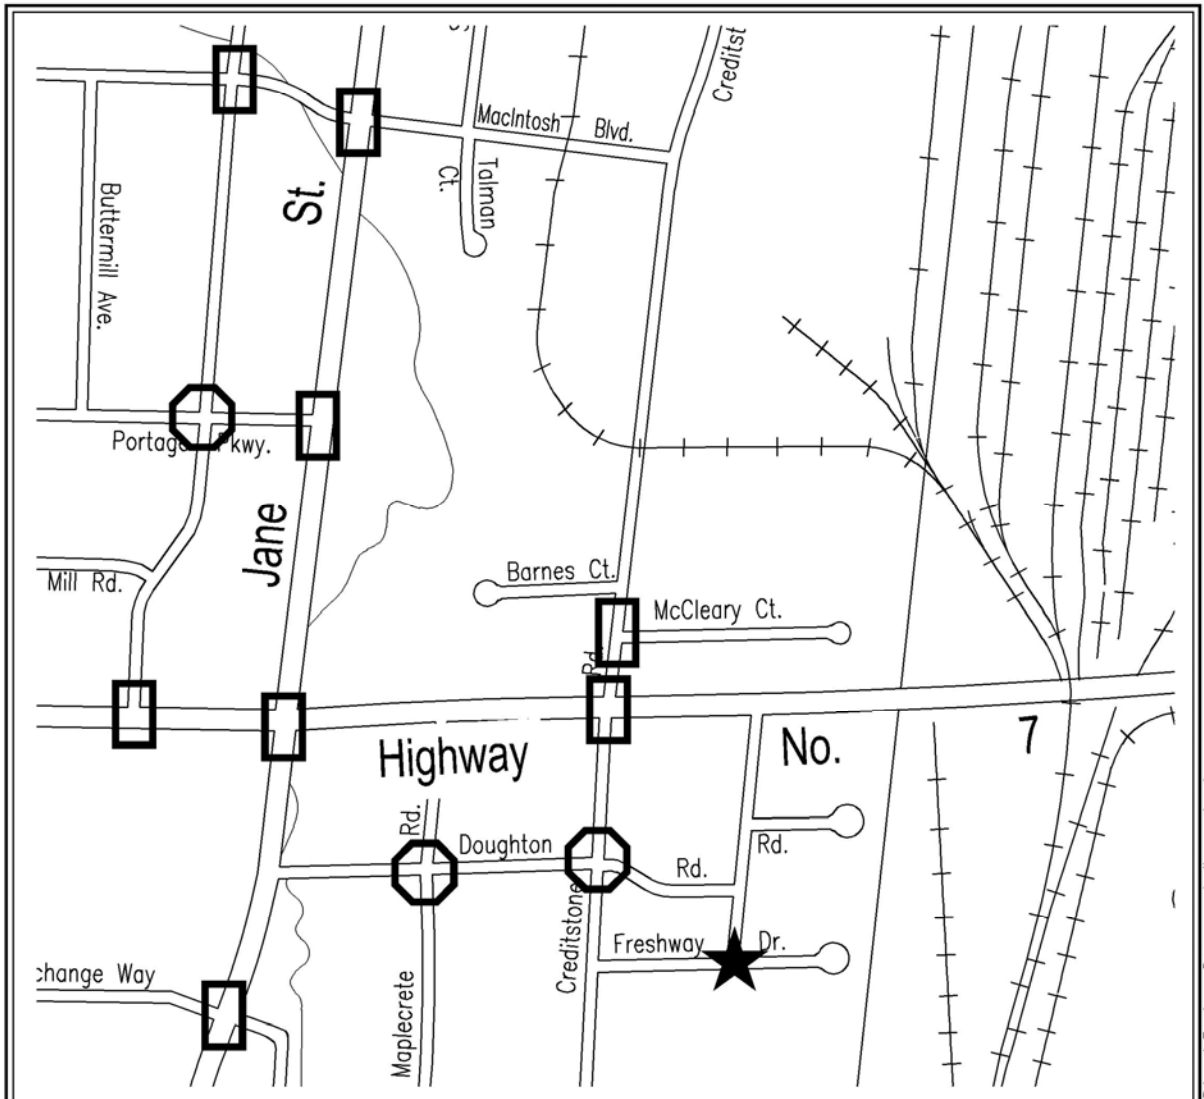 Creditst
MacIntosh Blvd.
Talman
Ct.
St.
Buttermill Ave.
Portage Pkwy.
Jane
Mill Rd.
Barnes Ct.
McCleary Ct.
Rd.
Highway No. 7
Rd.
Doughton Rd.
Rd.
Creditstone
Freshway Dr.
change Way
Maplecrete